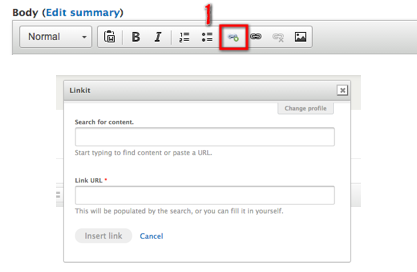 Body (Edit summary)
1
Normal
B I
Linkit
Change profile
Search for content.
Start typing to find content or paste a URL.
Link URL *
This will be populated by the search, or you can fill it in yourself.
Insert link Cancel